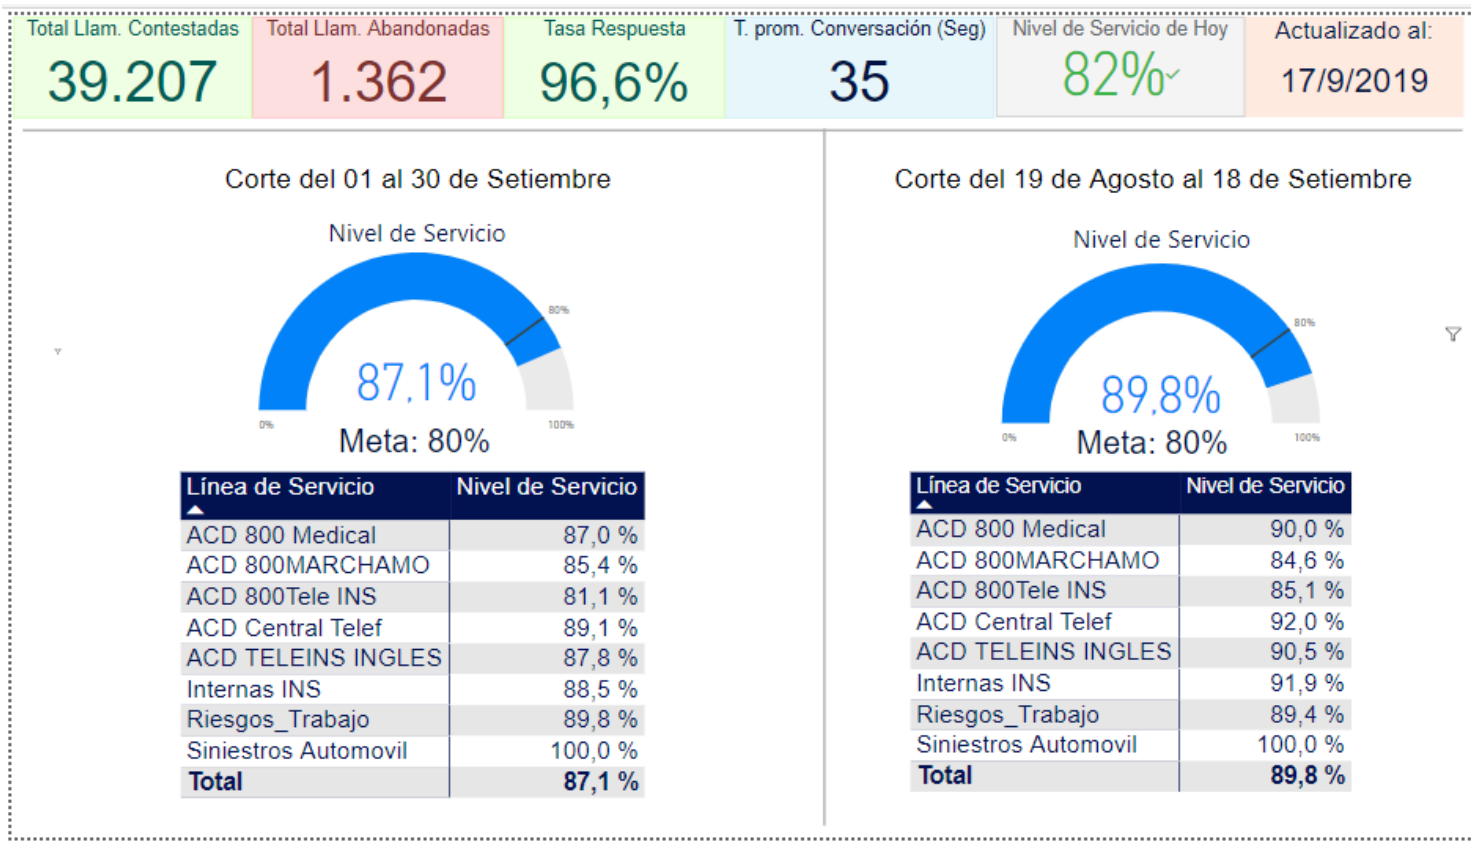 Total Llam. Contestadas
39.207
Total Llam. Abandonadas
1.362
Tasa Respuesta
96,6%
T. prom. Conversación (Seg)
35
Nivel de Servicio de Hoy
82%
Actualizado al:
17/9/2019
Corte del 01 al 30 de Setiembre
Nivel de Servicio
80%
87,1%
0%
100%
Meta: 80%
Línea de Servicio Nivel de Servicio
ACD 800 Medical 87,0 %
ACD 800MARCHAMO 85,4 %
ACD 800Tele INS 81,1 %
ACD Central Telef 89,1 %
ACD TELEINS INGLES 87,8 %
Internas INS 88,5 %
Riesgos_Trabajo 89,8 %
Siniestros Automovil 100,0 %
Total 87,1 %
Corte del 19 de Agosto al 18 de Setiembre
Nivel de Servicio
80%
89,8%
0%
100%
Meta: 80%
Línea de Servicio Nivel de Servicio
ACD 800 Medical 90,0 %
ACD 800MARCHAMO 84,6 %
ACD 800Tele INS 85,1 %
ACD Central Telef 92,0 %
ACD TELEINS INGLES 90,5 %
Internas INS 91,9 %
Riesgos_Trabajo 89,4 %
Siniestros Automovil 100,0 %
Total 89,8 %